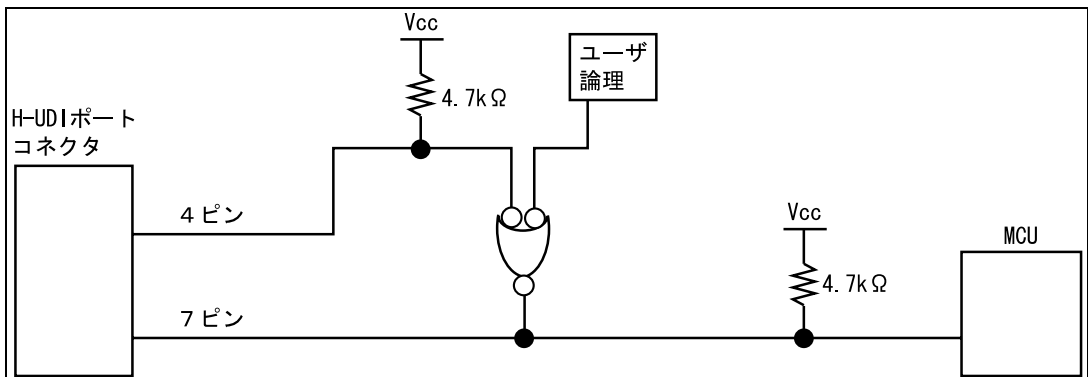 Vcc
ユーザ
論理
4.7kΩ
H-UDIポート
コネクタ
4ピン
Vcc
MCU
4.7kΩ
7ピン